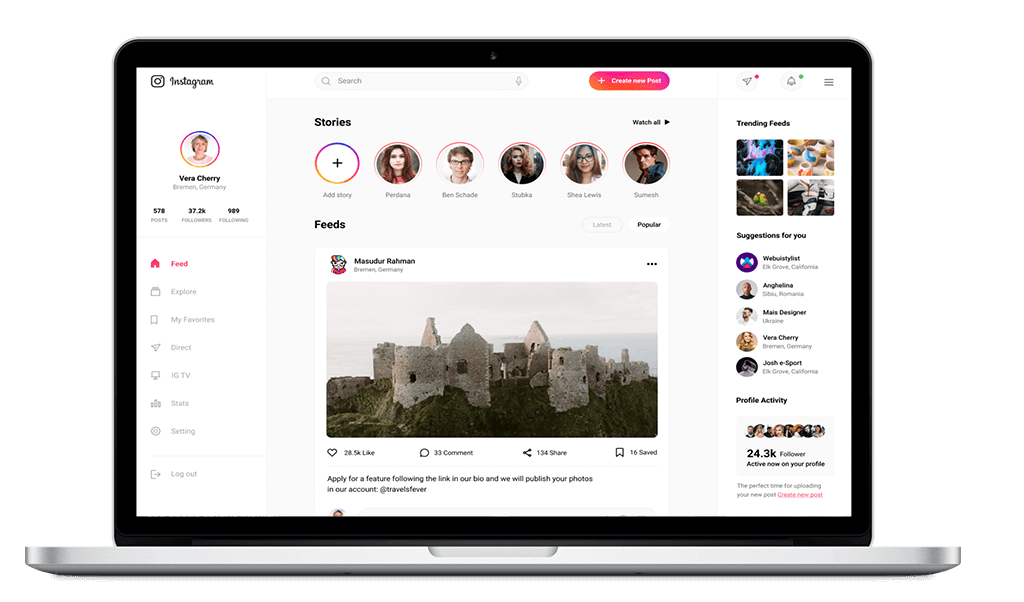 Instagram
Search
Create new Post
Vera Cherry
Bremen, Germany
578
POSTS
37.2k
FOLLOWERS
989
FOLLOWING
Feed
Explore
My Favorites
Direct
IG TV
Stats
Setting
Log out
Stories
Watch all
Add story
Perdana
Ben Schade
Stubka
Shea Lewis
Sumesh
Feeds
Latest
Popular
Masudur Rahman
Bremen, Germany
28.5k Like
33 Comment
134 Share
16 Saved
Apply for a feature following the link in our bio and we will publish your photos
in our account: @travelsfever
Trending Feeds
Suggestions for you
Webuistylist
Elk Grove, California
Anghelina
Sibiu, Romania
Mais Designer
Ukraine
Vera Cherry
Bremen, Germany
Josh e-Sport
Elk Grove, California
Profile Activity
24.3k Follower
Active now on your profile
The perfect time for uploading
your new post Create new post